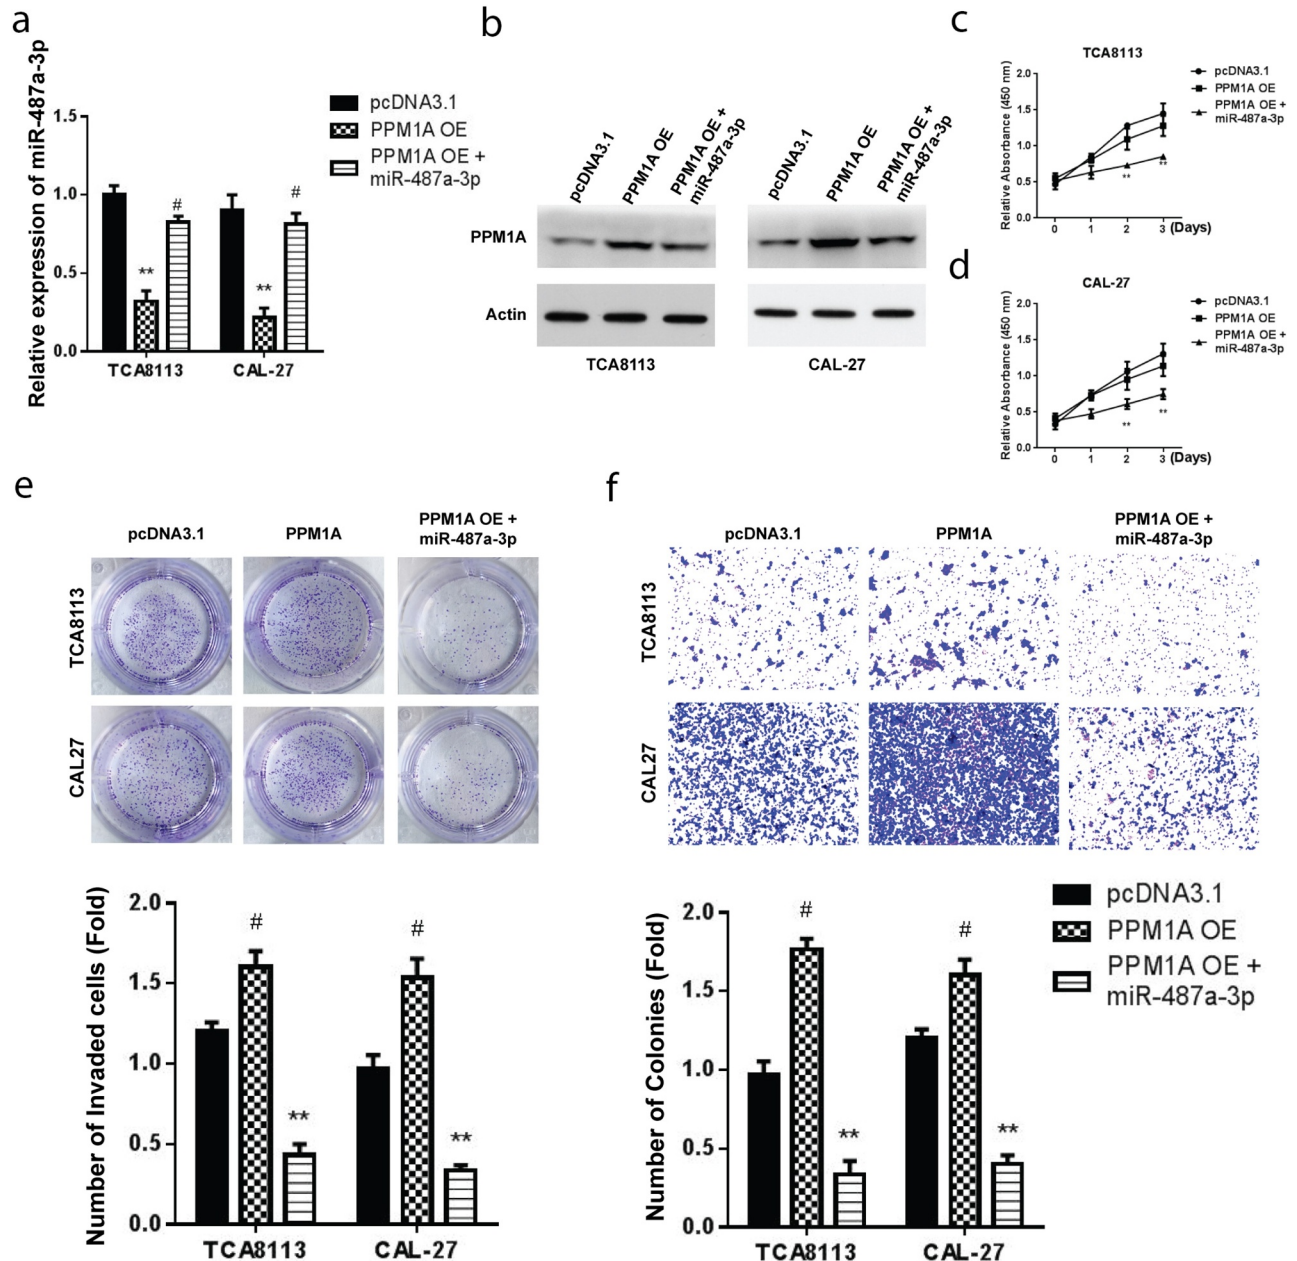 a
Relative expression of miR-487a-3p
1.5
1.0
0.5
0.0
**
#
**
#
TCA8113
CAL-27
pcDNA3.1
PPM1A OE
PPM1A OE +
miR-487a-3p
b
pcDNA3.1
PPM1A OE
PPM1A OE +
miR-487a-3p
pcDNA3.1
PPM1A OE
PPM1A OE +
miR-487a-3p
PPM1A
Actin
TCA8113
CAL-27
c
TCA8113
Relative Absorbance (450 nm)
2.0
1.5
1.0
0.5
0.0
**
**
0 1 2 3 (Days)
pcDNA3.1
PPM1A OE
PPM1A OE +
miR-487a-3p
d
CAL-27
Relative Absorbance (450 nm)
2.0
1.5
1.0
0.5
0.0
**
**
0 1 2 3 (Days)
pcDNA3.1
PPM1A OE
PPM1A OE +
miR-487a-3p
e
pcDNA3.1
PPM1A
PPM1A OE +
miR-487a-3p
TCA8113
CAL27
Number of Invaded cells (Fold)
2.0
1.5
1.0
0.5
0.0
#
**
#
**
TCA8113
CAL-27
f
pcDNA3.1
PPM1A
PPM1A OE +
miR-487a-3p
TCA8113
CAL27
Number of Colonies (Fold)
2.0
1.5
1.0
0.5
0.0
#
**
#
**
TCA8113
CAL-27
pcDNA3.1
PPM1A OE
PPM1A OE +
miR-487a-3p